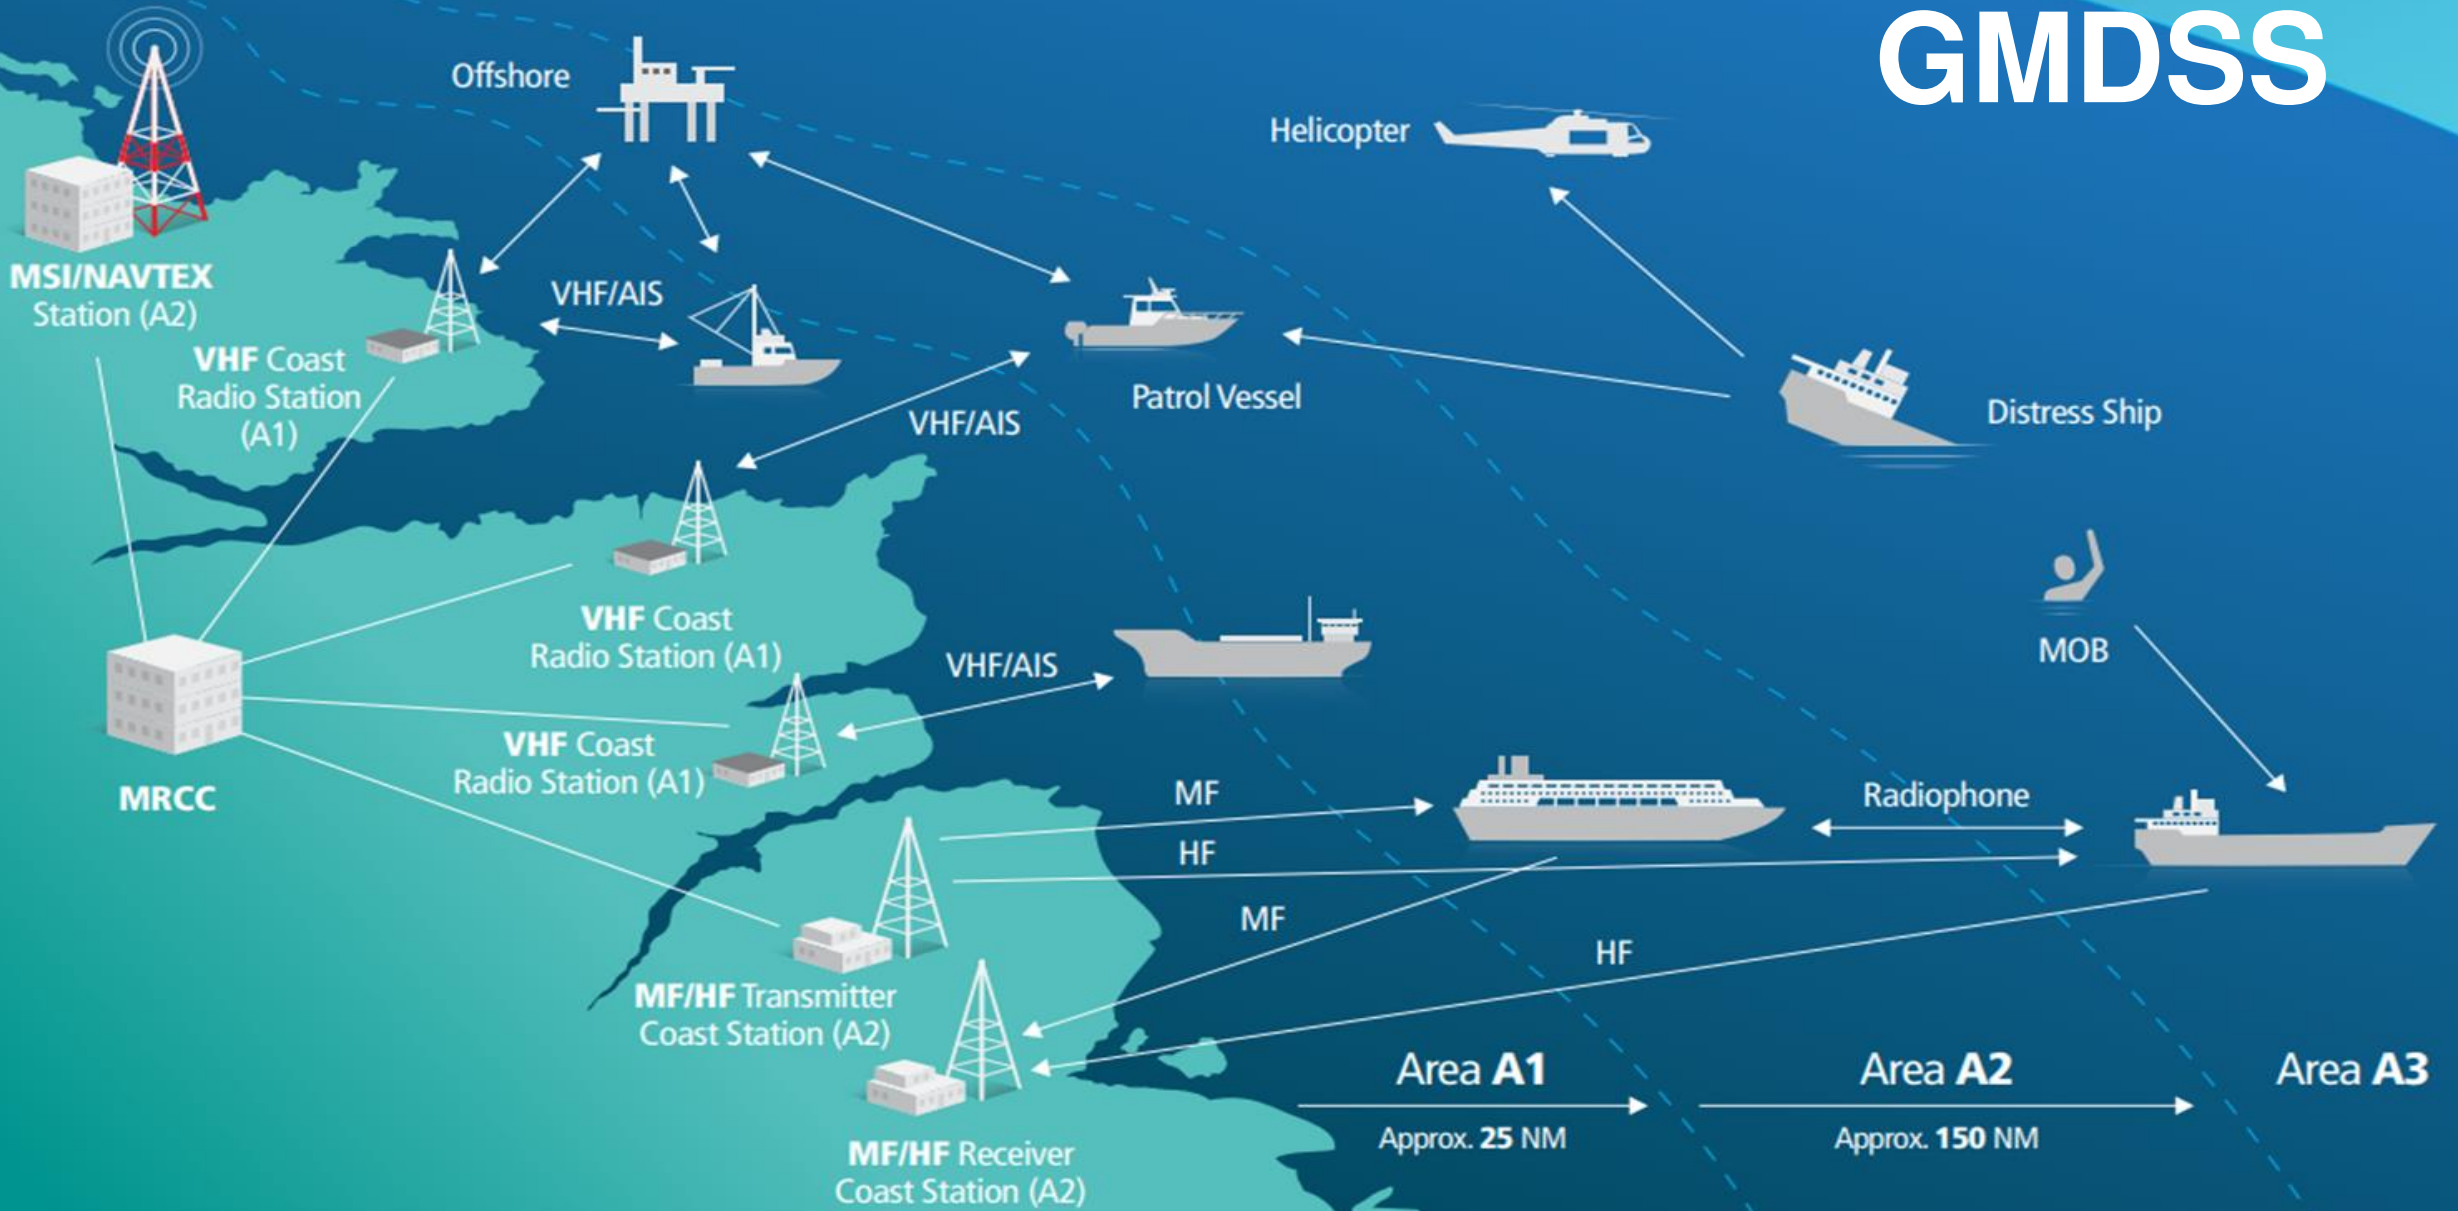 GMDSS
Offshore
Helicopter
MSI/NAVTEX
Station (A2)
VHF/AIS
VHF Coast
Radio Station
(A1)
Patrol Vessel
VHF/AIS
Distress Ship
VHF Coast
Radio Station (A1)
VHF/AIS
MOB
VHF Coast
Radio Station (A1)
MRCC
MF
Radiophone
HF
MF
HF
MF/HF Transmitter
Coast Station (A2)
MF/HF Receiver
Coast Station (A2)
Area A1
Approx. 25 NM
Area A2
Approx. 150 NM
Area A3